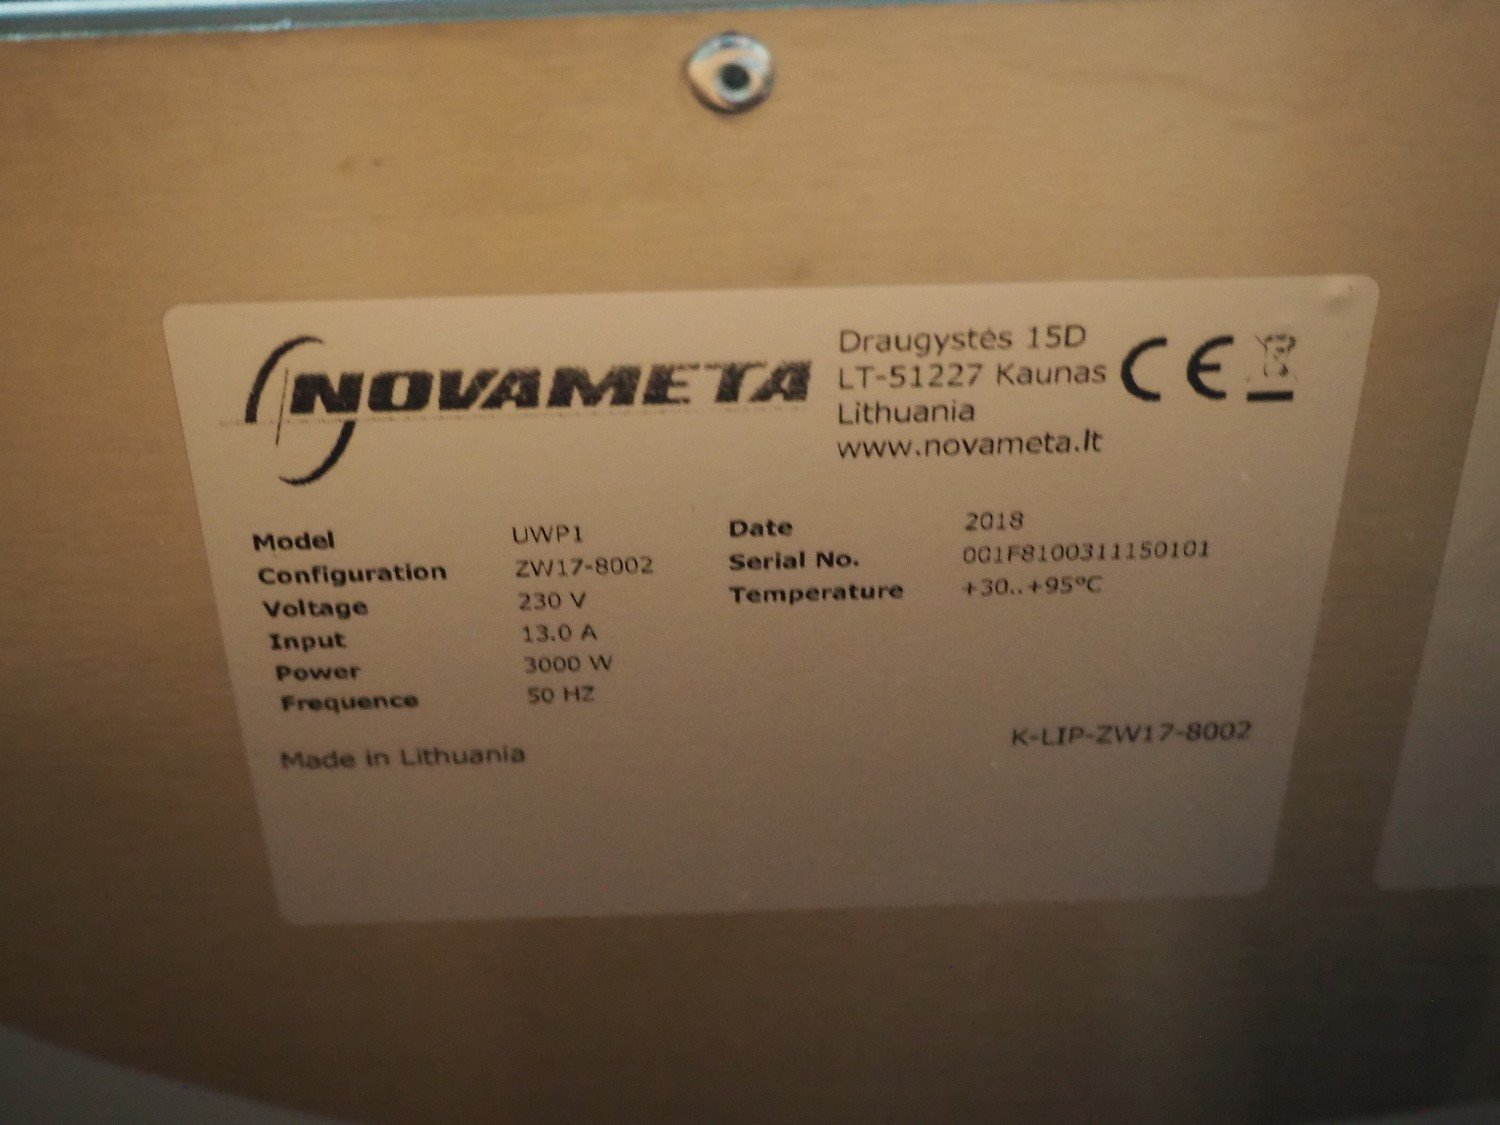 NOVAMETA
Draugystės 15D
LT-51227 Kaunas
Lithuania
www.novameta.lt
CE
Model UWP1
Configuration ZW17-8002
Voltage 230 V
Input 13.0 A
Power 3000 W
Frequence 50 HZ
Date 2018
Serial No. 001F8100311150101
Temperature +30..+95°C
Made in Lithuania
K-LIP-ZW17-8002